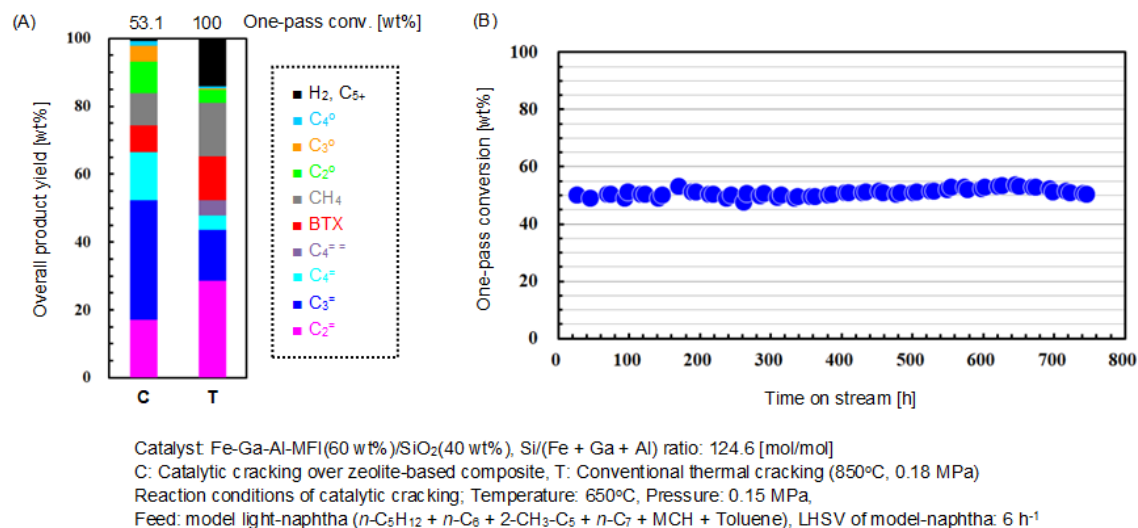 (A)
53.1 100 One-pass conv. [wt%]
Overall product yield [wt%]
100
80
60
40
20
0
C T
H₂, C₅₊
C₄º
C₃º
C₂º
CH₄
BTX
C₄⁼ ⁼
C₄⁼
C₃⁼
C₂⁼
(B)
One-pass conversion [wt%]
100
80
60
40
20
0
0 100 200 300 400 500 600 700 800
Time on stream [h]
Catalyst: Fe-Ga-Al-MFI(60 wt%)/SiO₂(40 wt%), Si/(Fe + Ga + Al) ratio: 124.6 [mol/mol]
C: Catalytic cracking over zeolite-based composite, T: Conventional thermal cracking (850ºC, 0.18 MPa)
Reaction conditions of catalytic cracking; Temperature: 650ºC, Pressure: 0.15 MPa,
Feed: model light-naphtha (n-C₅H₁₂ + n-C₆ + 2-CH₃-C₅ + n-C₇ + MCH + Toluene), LHSV of model-naphtha: 6 h⁻¹